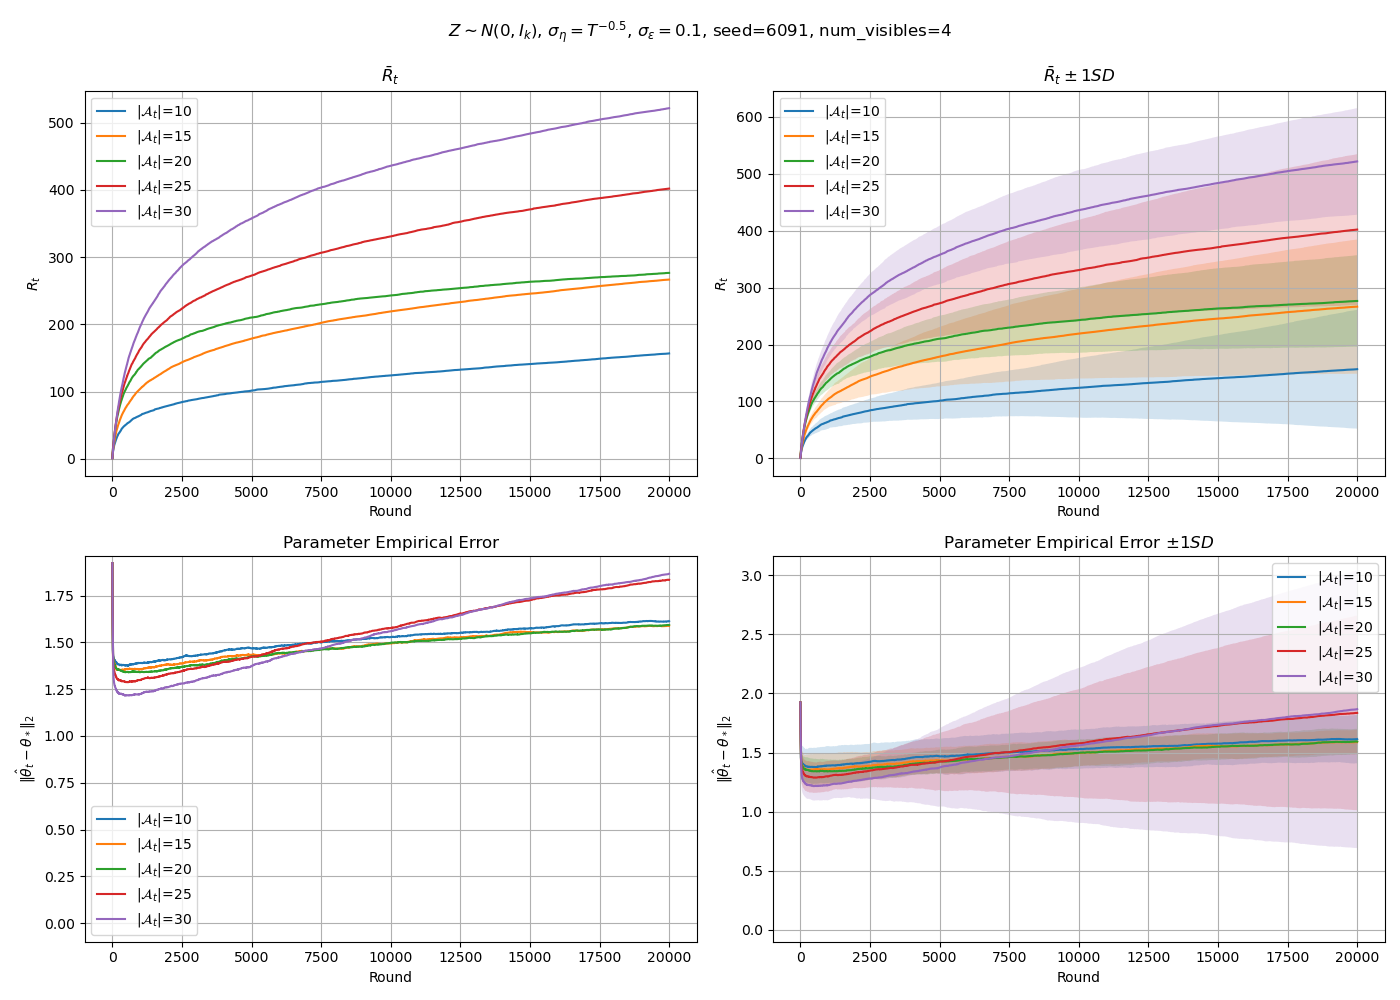 Z ∼ N(0, I_k), σ_η = T^{−0.5}, σ_ε = 0.1, seed=6091, num_visibles=4
R̄_t
R_t
500
400
300
200
100
0
|𝒜_t|=10
|𝒜_t|=15
|𝒜_t|=20
|𝒜_t|=25
|𝒜_t|=30
0 2500 5000 7500 10000 12500 15000 17500 20000
Round
R̄_t ± 1SD
R_t
600
500
400
300
200
100
0
|𝒜_t|=10
|𝒜_t|=15
|𝒜_t|=20
|𝒜_t|=25
|𝒜_t|=30
0 2500 5000 7500 10000 12500 15000 17500 20000
Round
Parameter Empirical Error
‖θ̂_t − θ_*‖_2
1.75
1.50
1.25
1.00
0.75
0.50
0.25
0.00
|𝒜_t|=10
|𝒜_t|=15
|𝒜_t|=20
|𝒜_t|=25
|𝒜_t|=30
0 2500 5000 7500 10000 12500 15000 17500 20000
Round
Parameter Empirical Error ±1SD
‖θ̂_t − θ_*‖_2
3.0
2.5
2.0
1.5
1.0
0.5
0.0
|𝒜_t|=10
|𝒜_t|=15
|𝒜_t|=20
|𝒜_t|=25
|𝒜_t|=30
0 2500 5000 7500 10000 12500 15000 17500 20000
Round